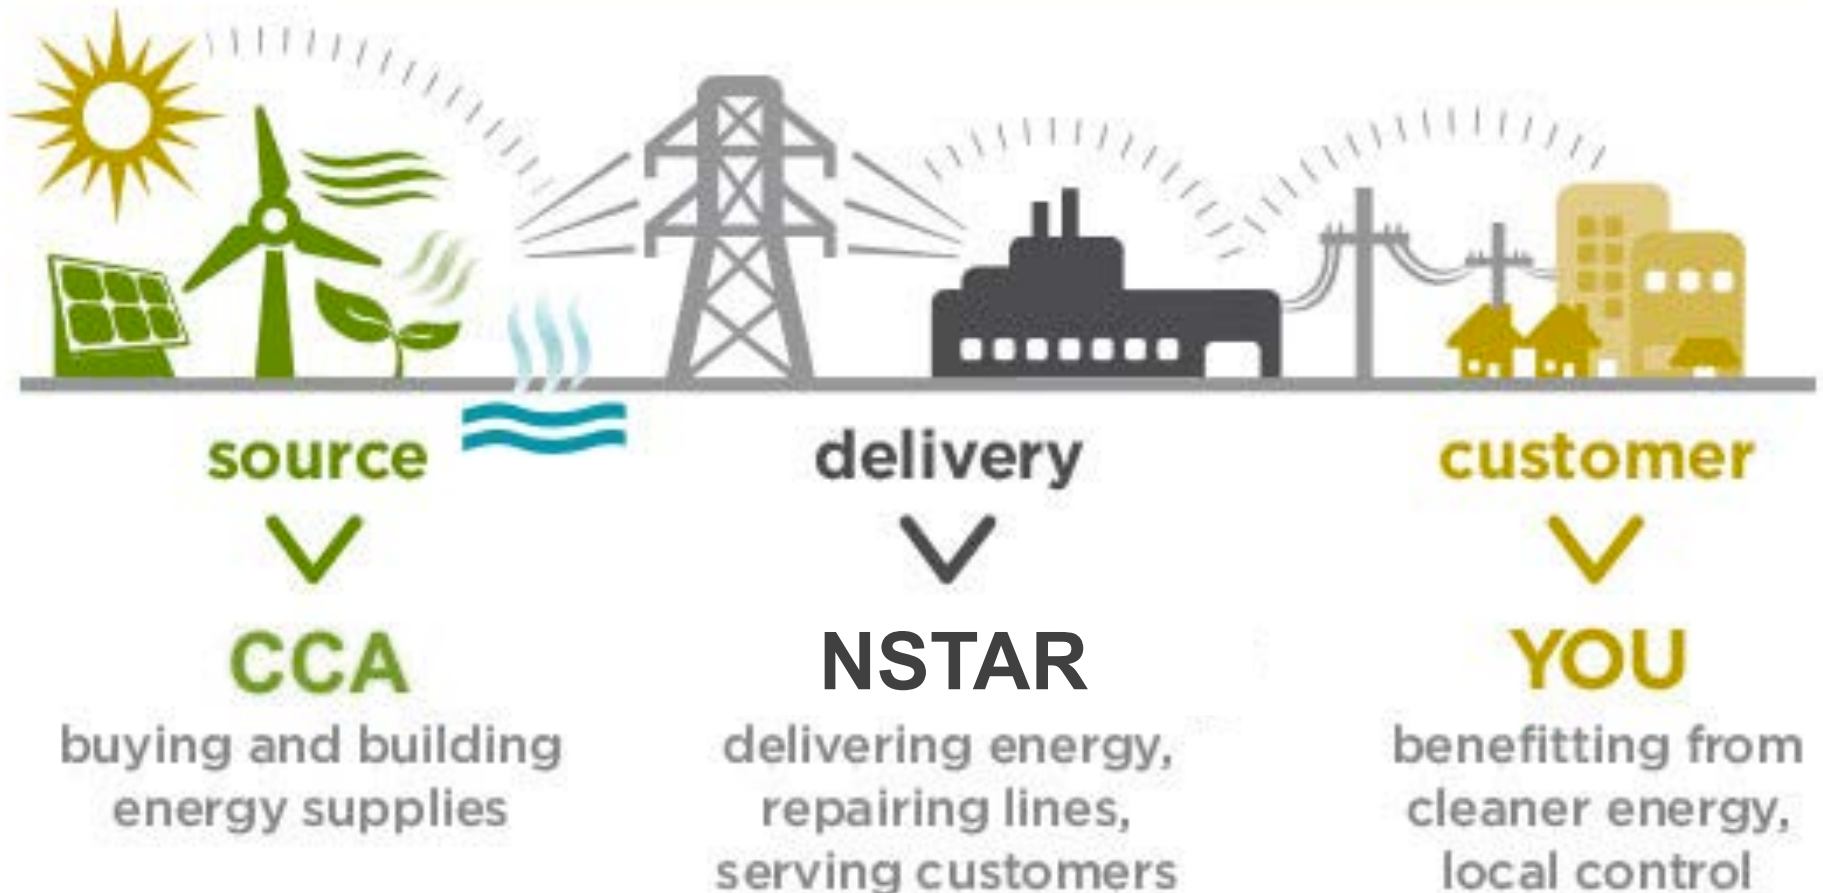 source
delivery
customer
CCA
NSTAR
YOU
buying and building
energy supplies
delivering energy,
repairing lines,
serving customers
benefitting from
cleaner energy,
local control